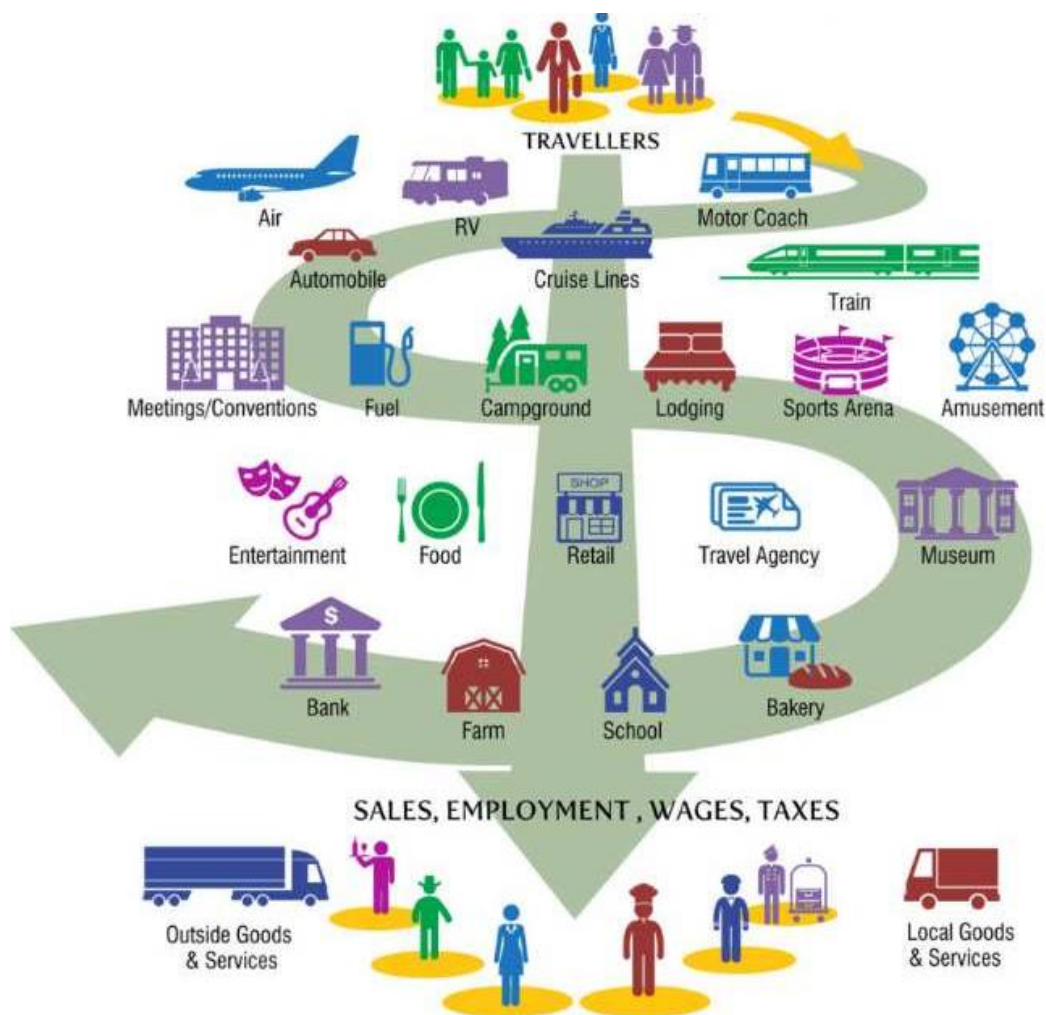 TRAVELLERS
Air
RV
Motor Coach
Automobile
Cruise Lines
Train
Meetings/Conventions
Fuel
Campground
Lodging
Sports Arena
Amusement
SHOP
Entertainment
Food
Retail
Travel Agency
Museum
$
Bank
Farm
School
Bakery
SALES, EMPLOYMENT , WAGES, TAXES
Outside Goods
& Services
Local Goods
& Services